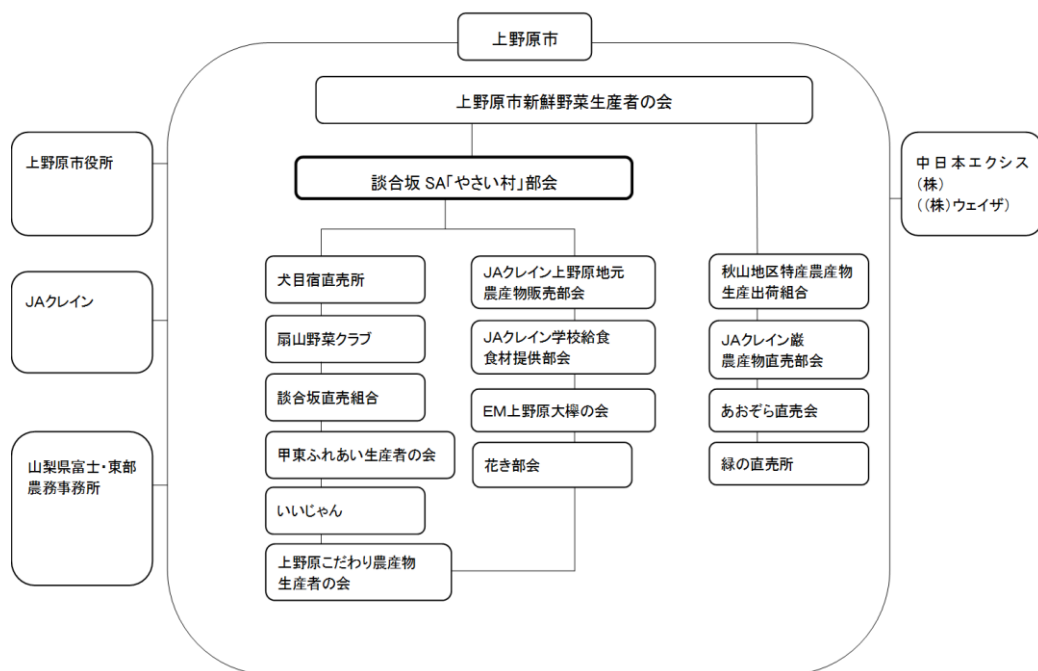 上野原市
上野原市新鮮野菜生産者の会
上野原市役所
JAクレイン
山梨県富士・東部
農務事務所
談合坂 SA「やさい村」部会
犬目宿直売所
扇山野菜クラブ
談合坂直売組合
甲東ふれあい生産者の会
いいじゃん
上野原こだわり農産物
生産者の会
JAクレイン上野原地元
農産物販売部会
JAクレイン学校給食
食材提供部会
EM上野原大欅の会
花き部会
秋山地区特産農産物
生産出荷組合
JAクレイン巌
農産物直売部会
あおぞら直売会
緑の直売所
中日本エクシス
(株)
((株)ウェイザ)